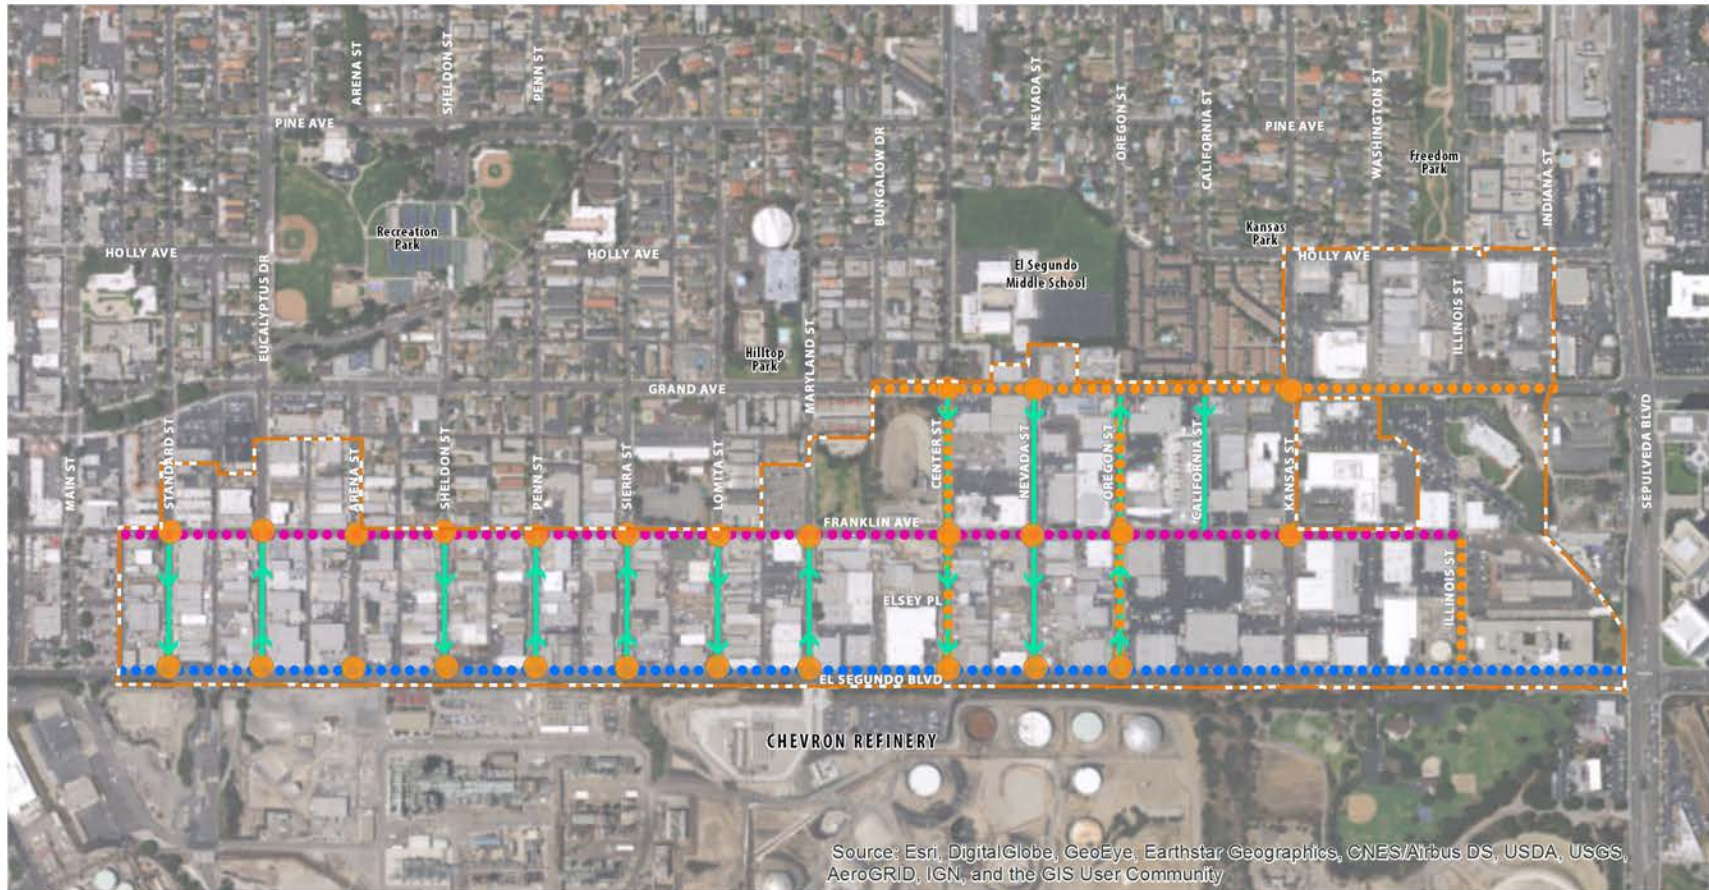 ARENA ST
SHELDON ST
PENN ST
NEVADA ST
OREGON ST
CALIFORNIA ST
WASHINGTON ST
PINE AVE
PINE AVE
BUNGALOW DR
Freedom
Park
INDIANA ST
Recreation
Park
Kansas
Park
HOLLY AVE
HOLLY AVE
HOLLY AVE
EUCALYPTUS DR
El Segundo
Middle School
ILLINOIS ST
Hilltop
Park
MARYLAND ST
GRAND AVE
SEPULVEDA BLVD
MAIN ST
STANDARD ST
ARENA ST
SHELDON ST
PENN ST
SIERRA ST
LOMITA ST
CENTER ST
NEVADA ST
OREGON ST
CALIFORNIA ST
KANSAS ST
FRANKLIN AVE
ELSEY PL
ILLINOIS ST
EL SEGUNDO BLVD
CHEVRON REFINERY
Source: Esri, DigitalGlobe, GeoEye, Earthstar Geographics, CNES/Airbus DS, USDA, USGS,
AeroGRID, IGN, and the GIS User Community